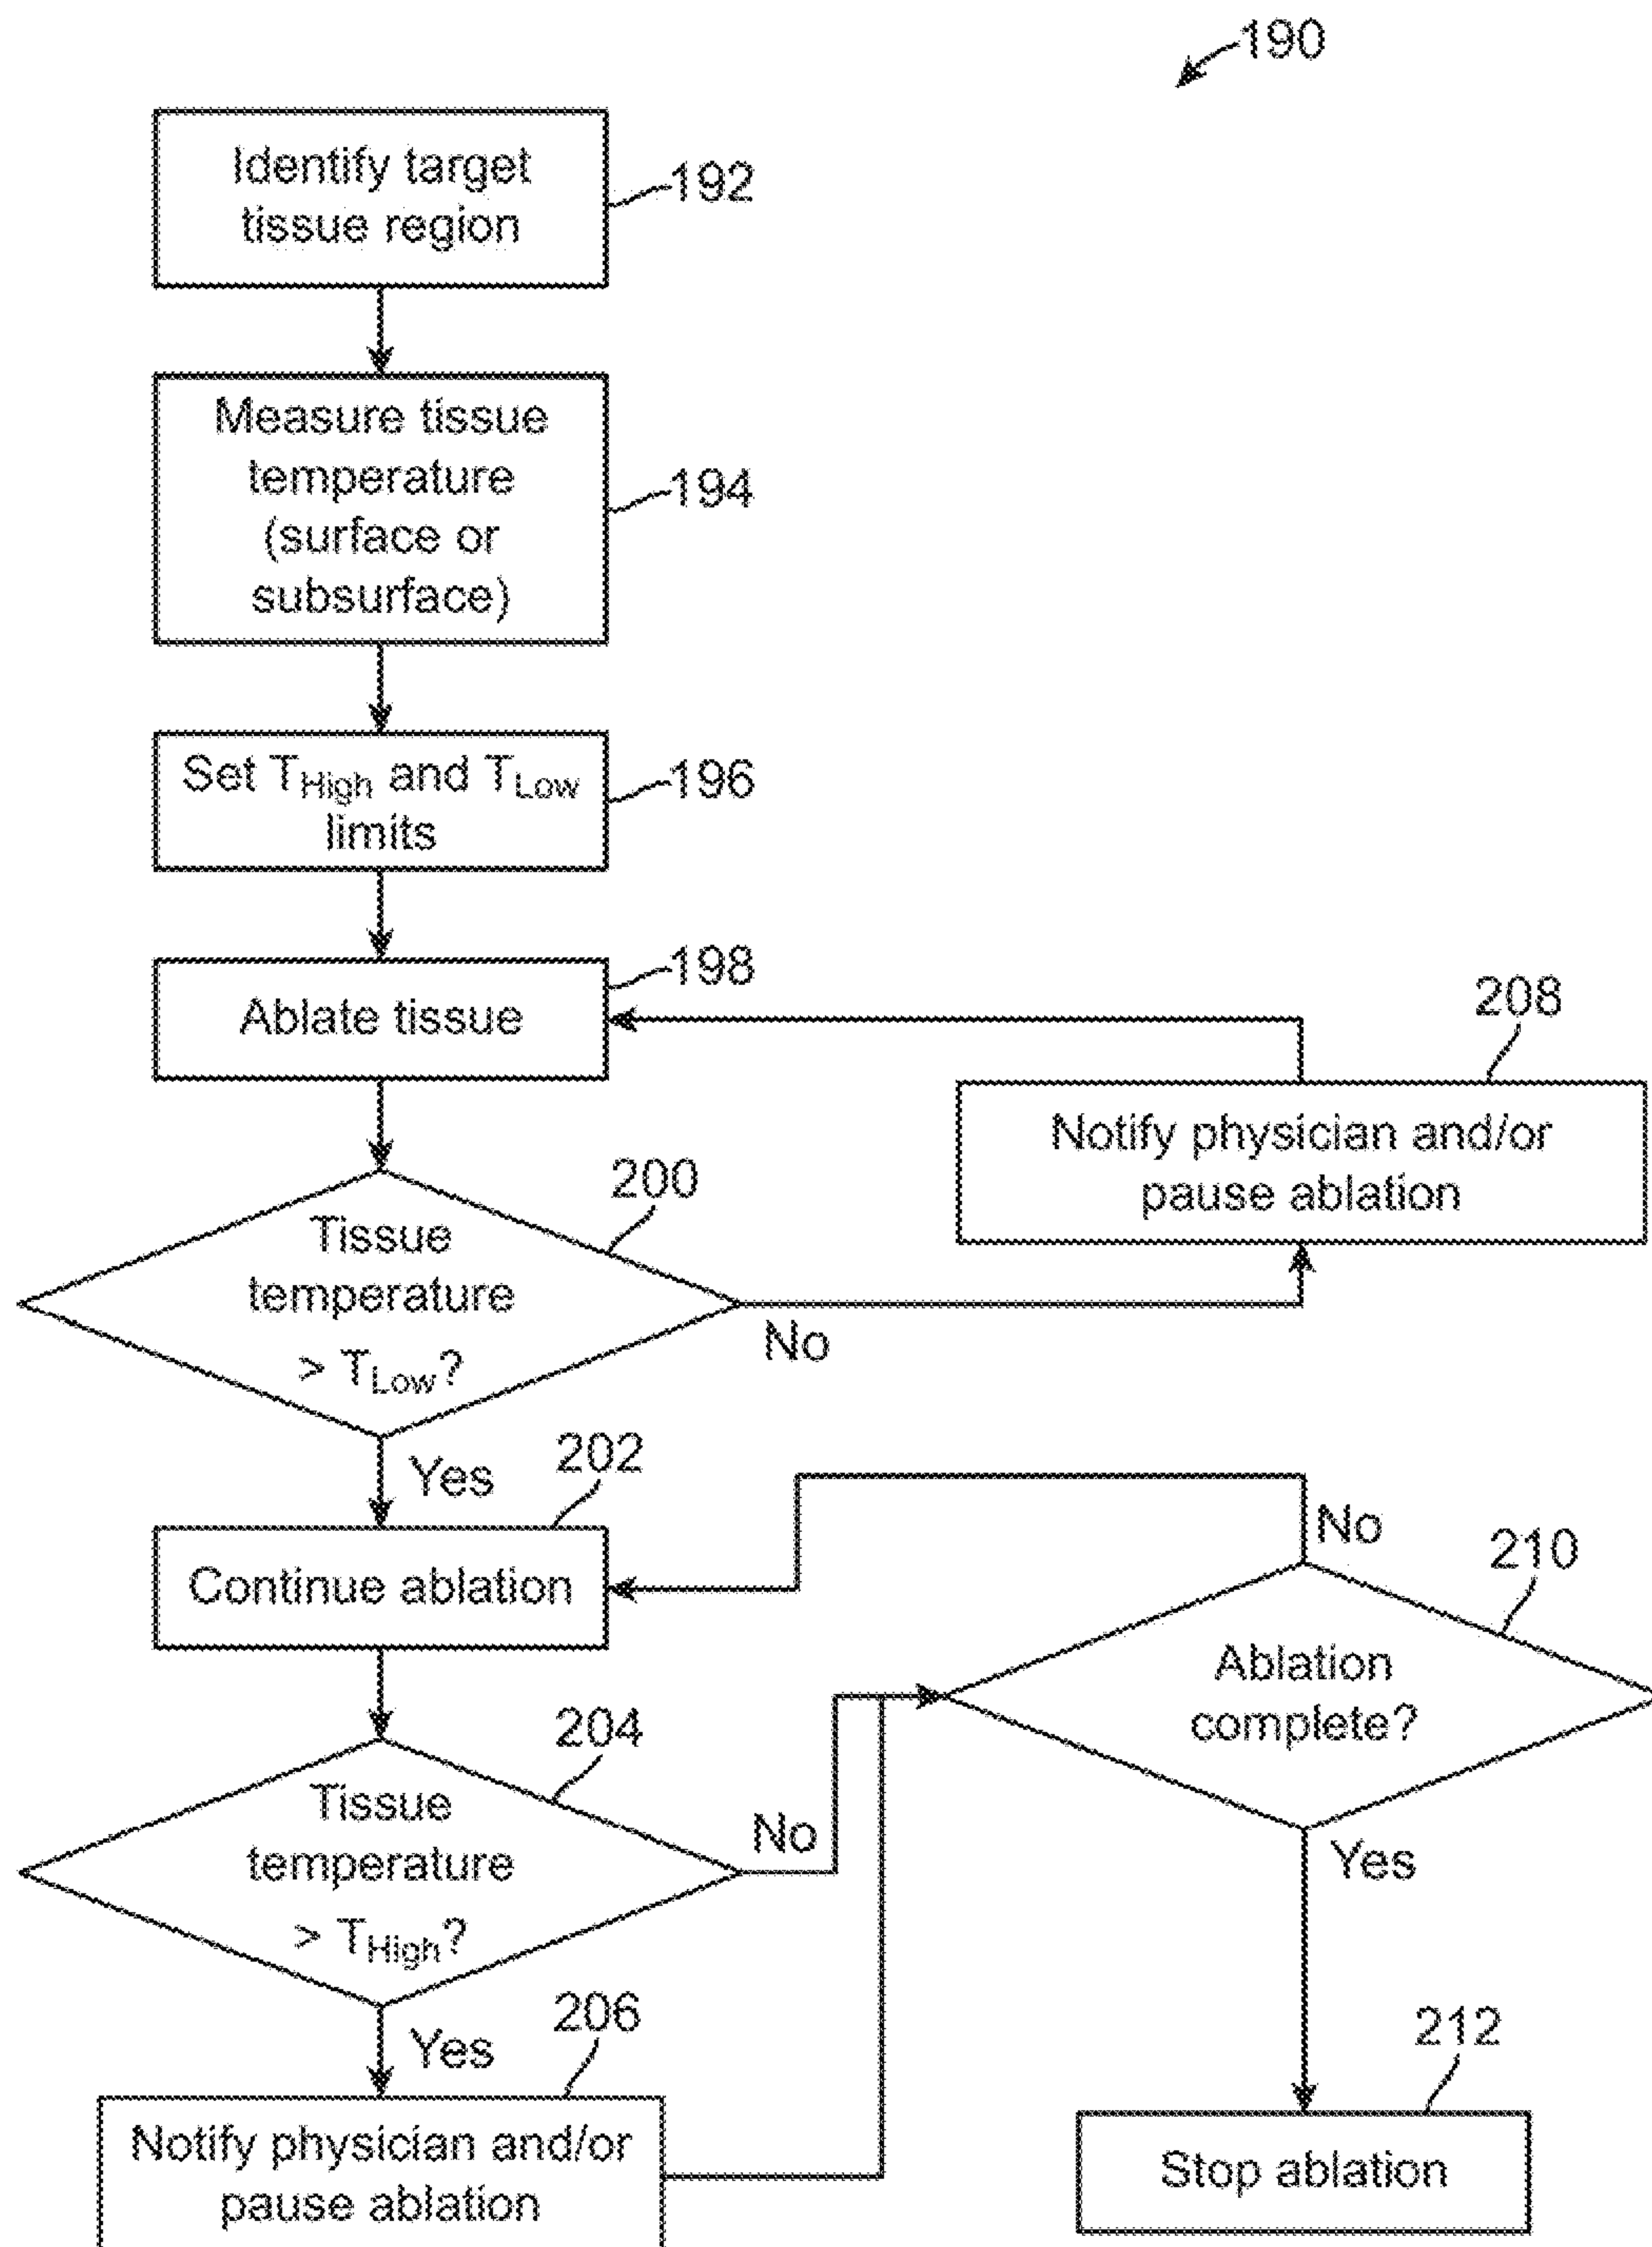 190
Identify target
tissue region
192
Measure tissue
temperature
(surface or
subsurface)
194
Set THigh and TLow
limits
196
Ablate tissue
198
208
Notify physician and/or
pause ablation
200
Tissue
temperature
> TLow?
No
Yes
202
Continue ablation
No
210
Ablation
complete?
204
Tissue
temperature
> THigh?
No
Yes
Yes
206
Notify physician and/or
pause ablation
212
Stop ablation